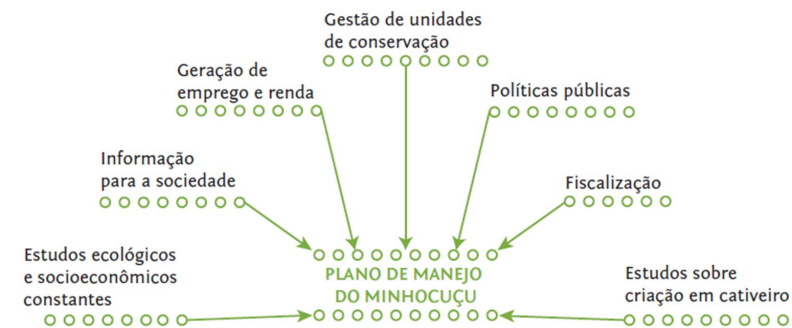 Gestão de unidades
de conservação
Geração de
emprego e renda
Políticas públicas
Informação
para a sociedade
Fiscalização
Estudos ecológicos
e socioeconômicos
constantes
PLANO DE MANEJO
DO MINHOCUÇU
Estudos sobre
criação em cativeiro